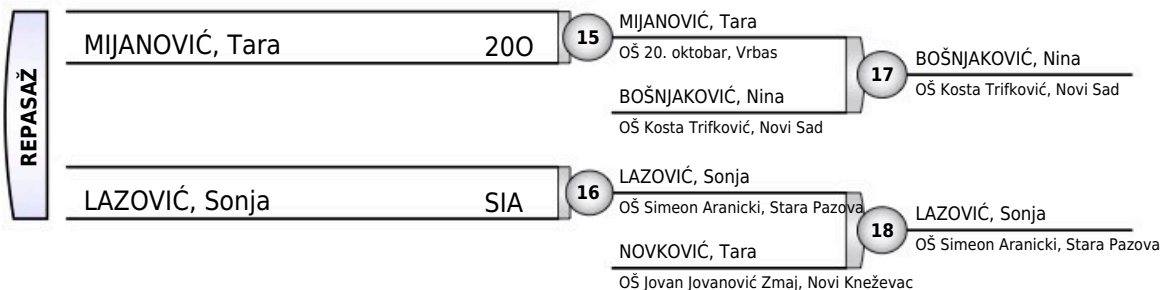 REPASAŽ
MIJANOVIĆ, Tara 20O
15
MIJANOVIĆ, Tara
OŠ 20. oktobar, Vrbas
BOŠNJAKOVIĆ, Nina
OŠ Kosta Trifković, Novi Sad
17
BOŠNJAKOVIĆ, Nina
OŠ Kosta Trifković, Novi Sad
LAZOVIĆ, Sonja SIA
16
LAZOVIĆ, Sonja
OŠ Simeon Aranicki, Stara Pazova
NOVKOVIĆ, Tara
OŠ Jovan Jovanović Zmaj, Novi Kneževac
18
LAZOVIĆ, Sonja
OŠ Simeon Aranicki, Stara Pazova